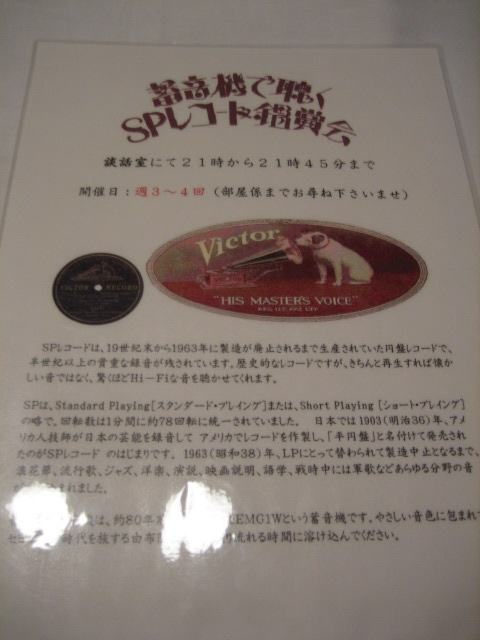 蓄音機で聴く
SPレコード鑑賞会
談話室にて21時から21時45分まで
開催日:週3〜4回(部屋係までお尋ね下さいませ)
Victor
"HIS MASTER'S VOICE"
VICTOR RECORD
SPレコードは、19世紀末から1963年に製造が廃止されるまで生産されていた円盤レコードで、
半世紀以上の貴重な録音が残されています。歴史的なレコードですが、きちんと再生すれば懐か
しい音ではなく、驚くほどHi-Fiな音を聴かせてくれます。
SPは、Standard Playing[スタンダード・プレイング]または、Short Playing [ショート・プレイング]
の略で、回転数は1分間に約78回転に統一されていました。 日本では1903(明治36)年、アメ
リカ人技師が日本の芸能を録音して アメリカでレコードを作製し、「平円盤」と名付けて発売され
たのがSPレコード のはじまりです。 1963(昭和38)年、LPにとって替わられて製造中止となるまで、
浪花節、流行歌、ジャズ、洋楽、演説、映画説明、語学、戦時中には軍歌などあらゆる分野の音
まれました。
は、約80年
EMG1Wという蓄音機です。やさしい音色に包まれて
時代を旅する由布
流れる時間に溶け込んでください。